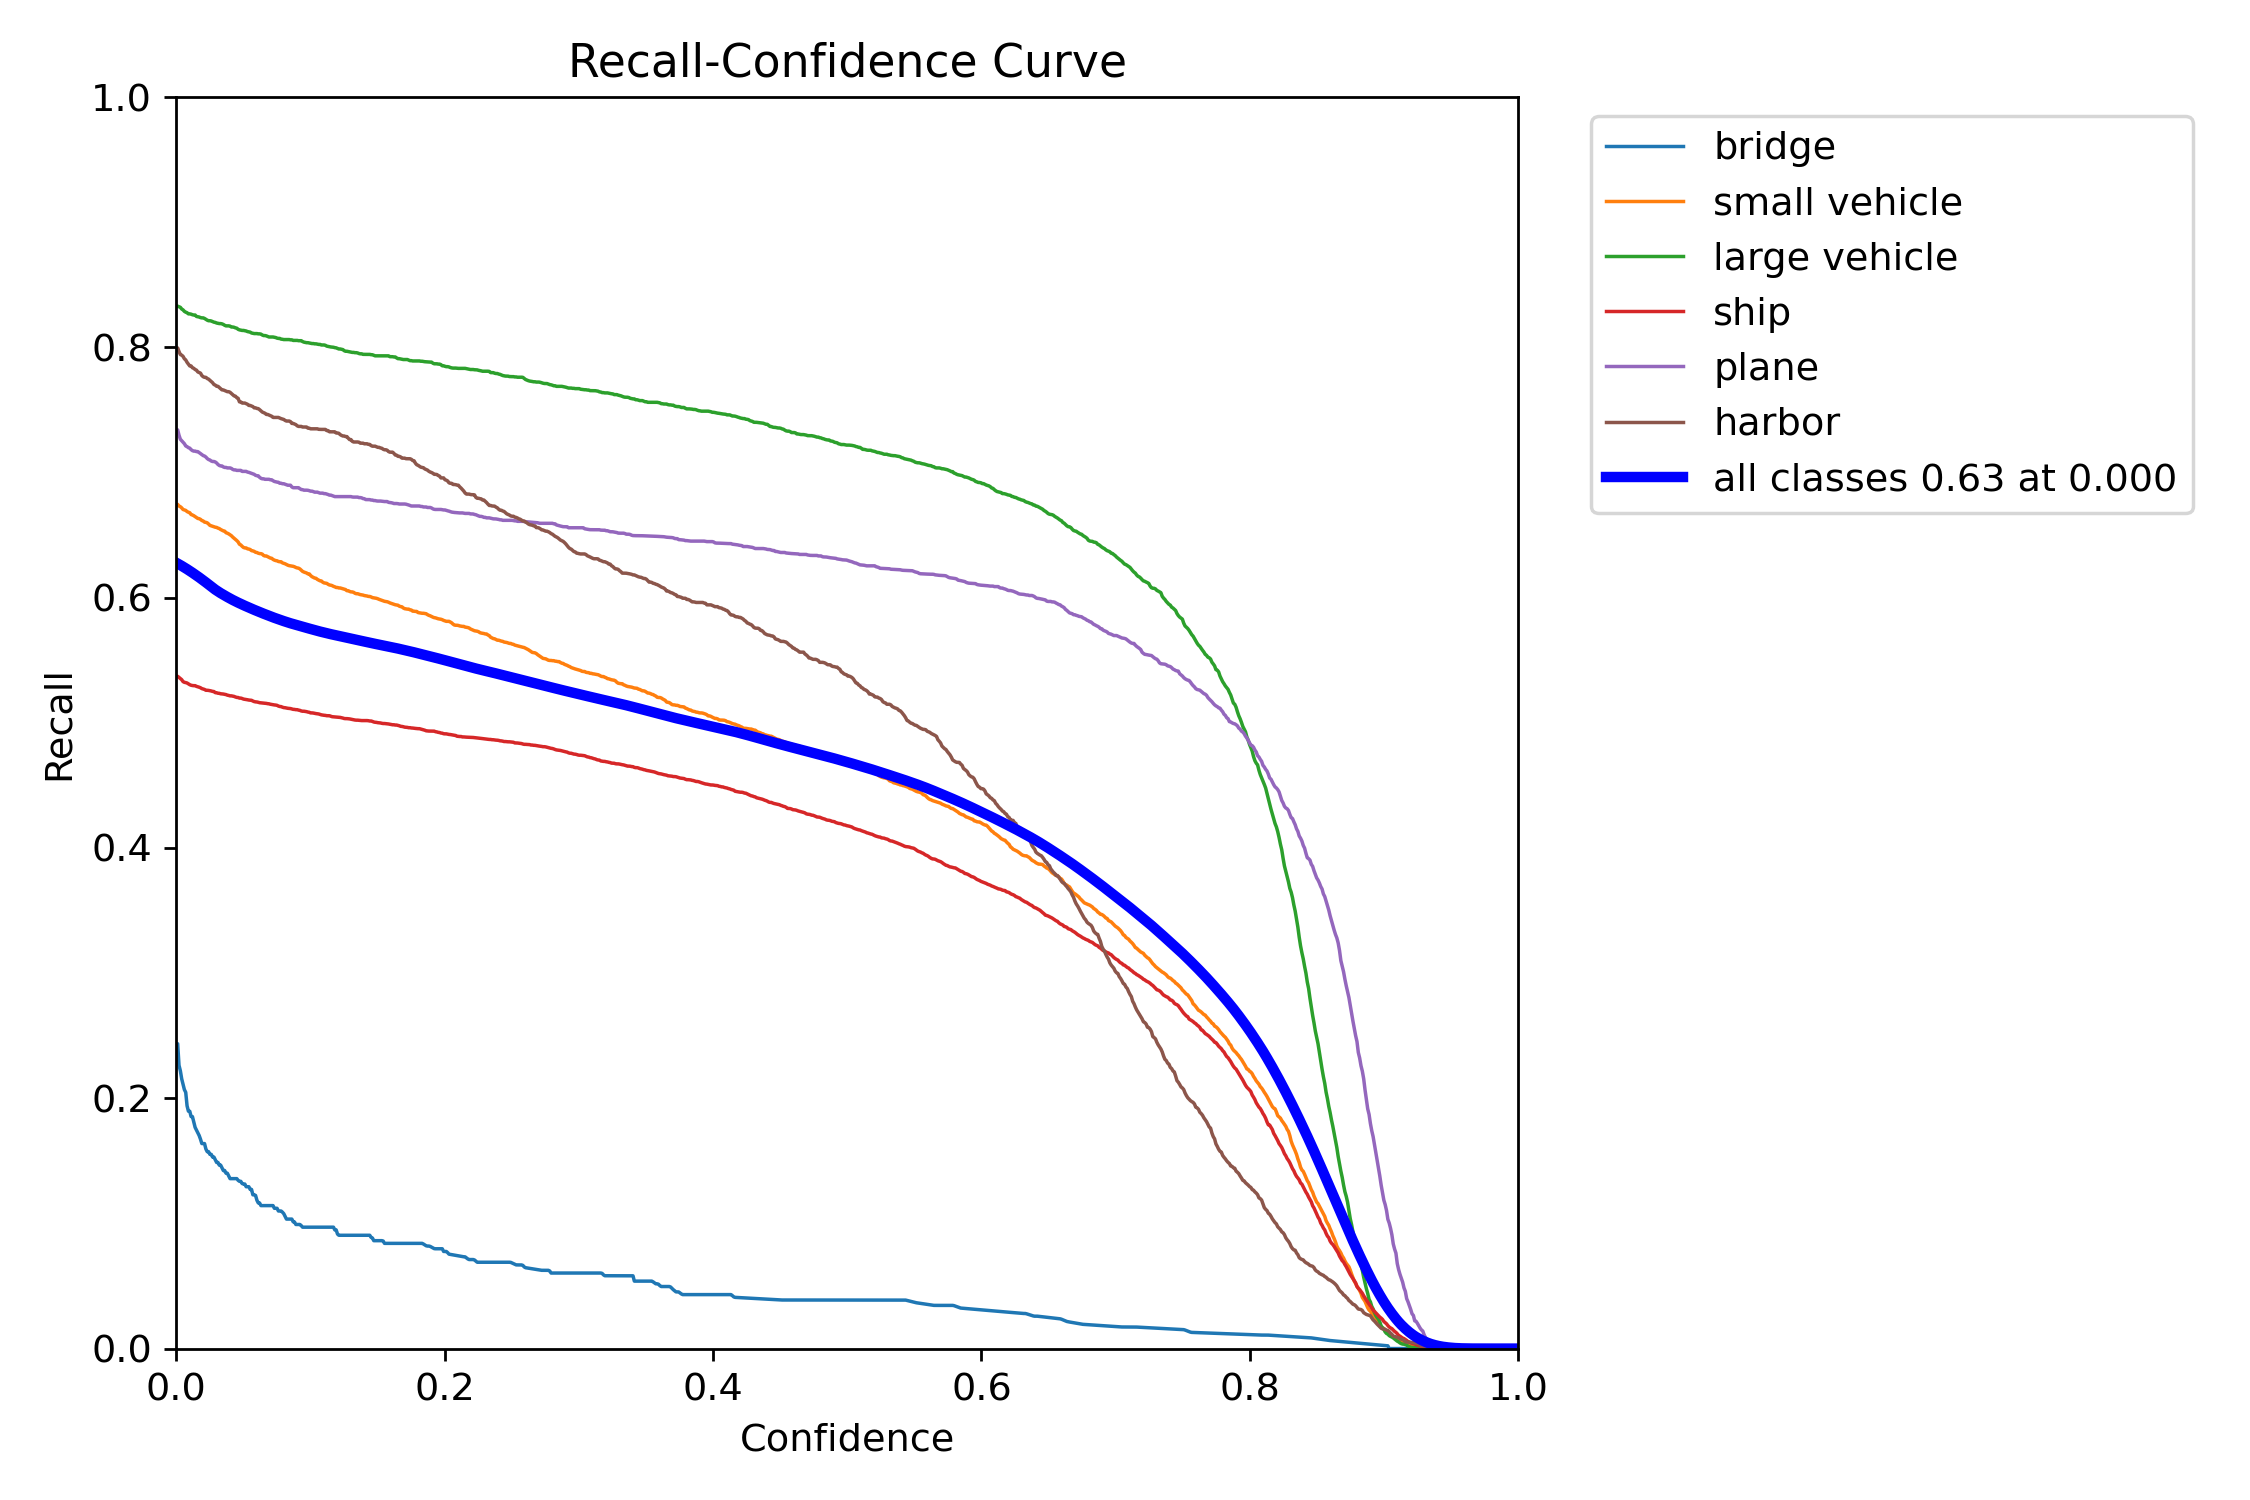 Recall-Confidence Curve
1.0
0.8
0.6
0.4
0.2
0.0
Recall
0.0 0.2 0.4 0.6 0.8 1.0
Confidence
bridge
small vehicle
large vehicle
ship
plane
harbor
all classes 0.63 at 0.000